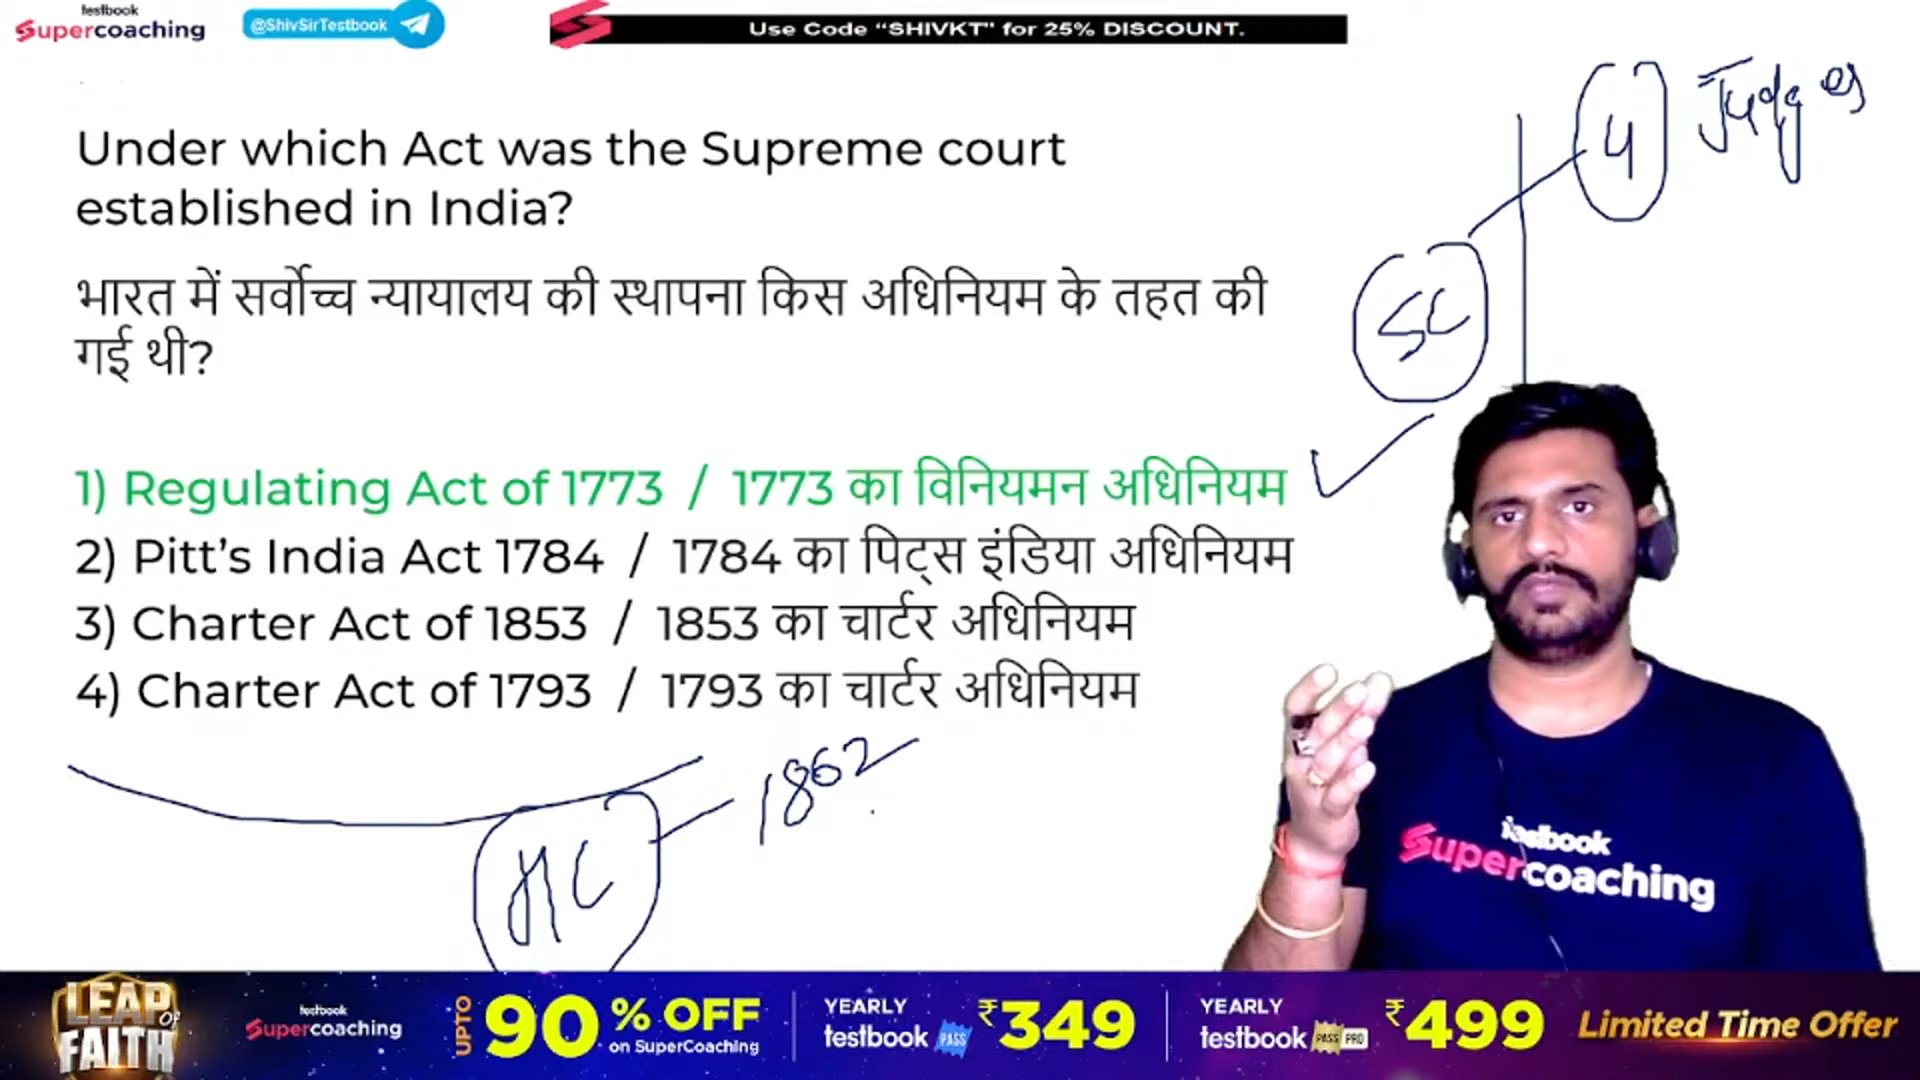 testbook
Supercoaching
@ShivSirTestbook
Use Code “SHIVKT” for 25% DISCOUNT.
4 Judges
Under which Act was the Supreme court
established in India?
भारत में सर्वोच्च न्यायालय की स्थापना किस अधिनियम के तहत की
गई थी?
SC
1) Regulating Act of 1773 / 1773 का विनियमन अधिनियम
2) Pitt’s India Act 1784 / 1784 का पिट्स इंडिया अधिनियम
3) Charter Act of 1853 / 1853 का चार्टर अधिनियम
4) Charter Act of 1793 / 1793 का चार्टर अधिनियम
1862
HC
testbook
Supercoaching
LEAP OF
FAITH
testbook
Supercoaching
UPTO 90% OFF
on SuperCoaching
YEARLY
testbook PASS ₹349
YEARLY
testbook PASS PRO ₹499
Limited Time Offer